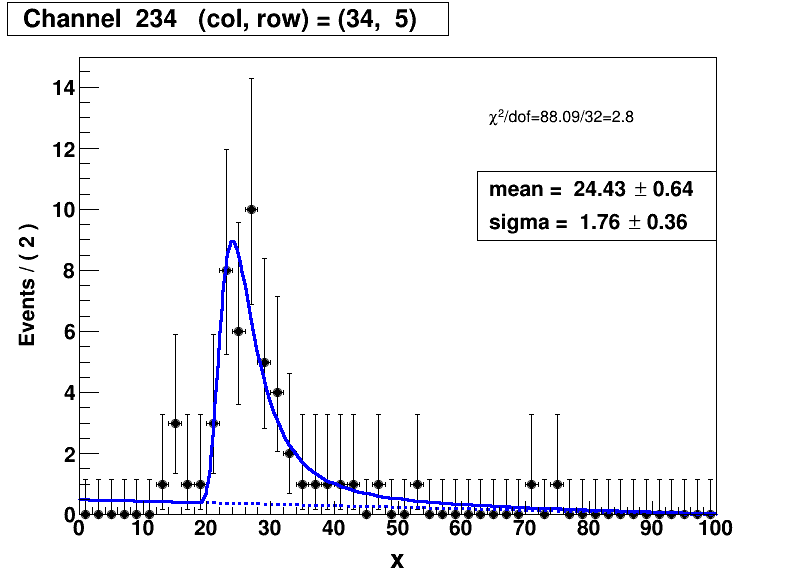 Channel 234 (col, row) = (34, 5)
χ²/dof=88.09/32=2.8
mean = 24.43 ± 0.64
sigma = 1.76 ± 0.36
Events / ( 2 )
14
12
10
8
6
4
2
0
0 10 20 30 40 50 60 70 80 90 100
x